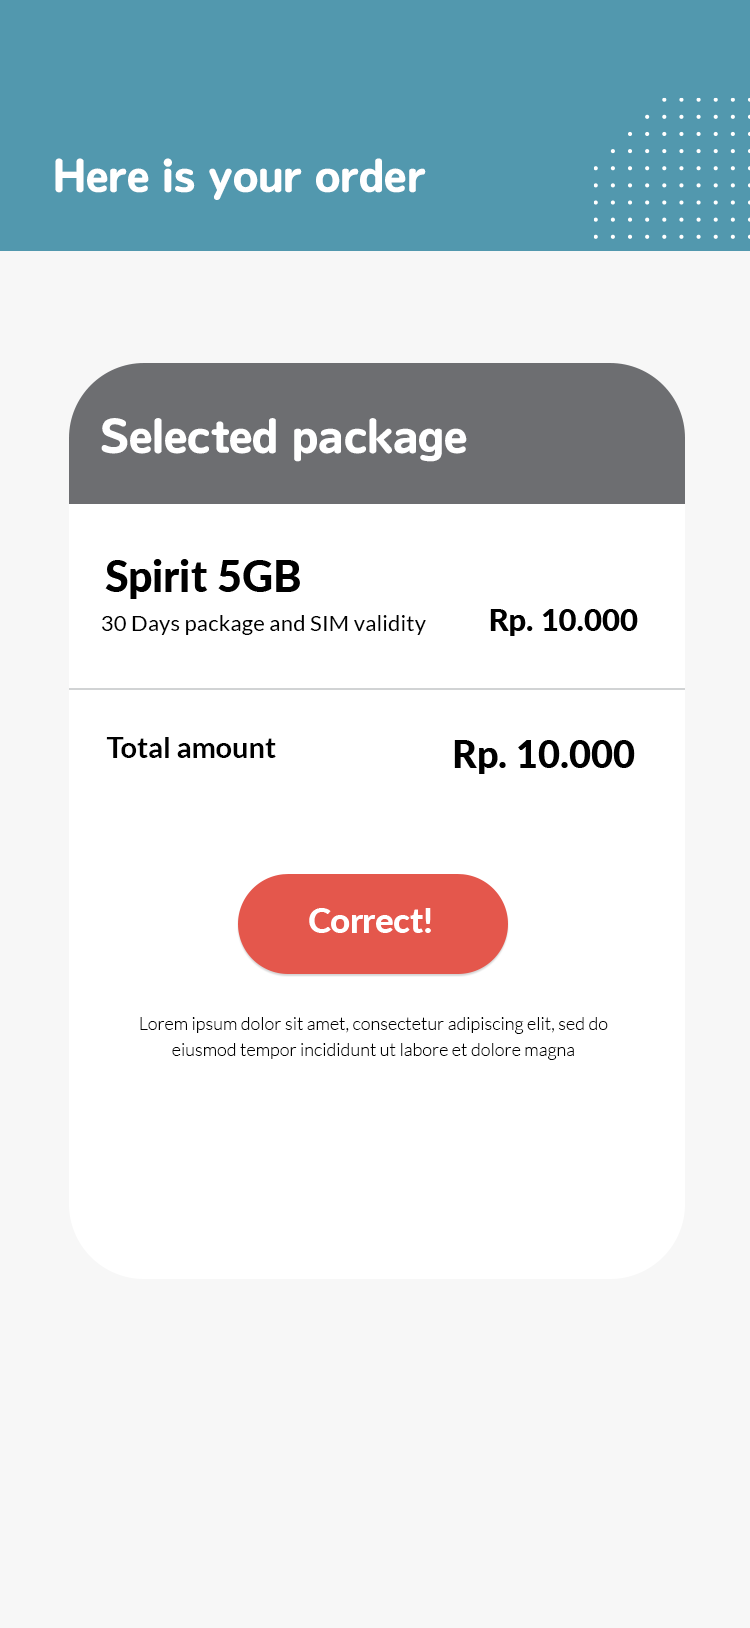 Here is your order
Selected package
Spirit 5GB
30 Days package and SIM validity
Rp. 10.000
Total amount
Rp. 10.000
Correct!
Lorem ipsum dolor sit amet, consectetur adipiscing elit, sed do
eiusmod tempor incididunt ut labore et dolore magna